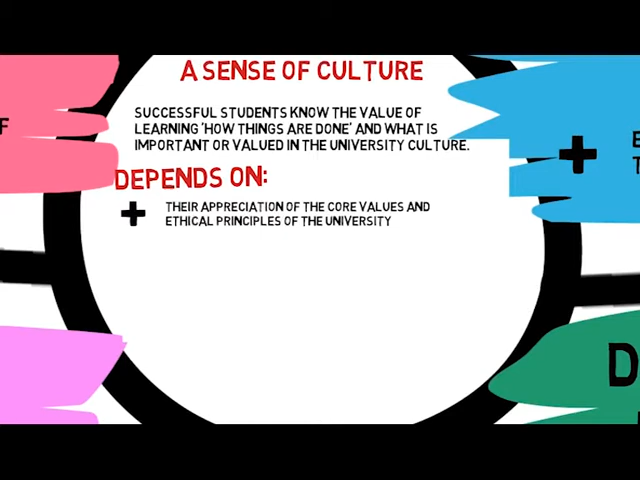 A SENSE OF CULTURE
SUCCESSFUL STUDENTS KNOW THE VALUE OF
LEARNING 'HOW THINGS ARE DONE' AND WHAT IS
IMPORTANT OR VALUED IN THE UNIVERSITY CULTURE.
DEPENDS ON:
THEIR APPRECIATION OF THE CORE VALUES AND
ETHICAL PRINCIPLES OF THE UNIVERSITY